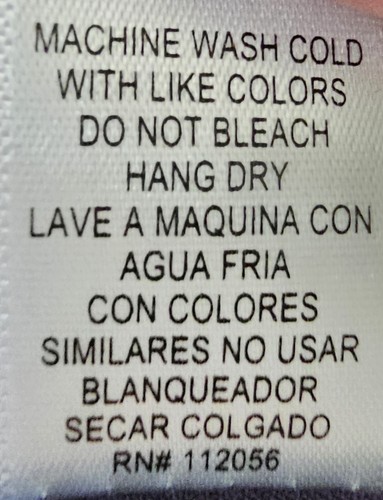 MACHINE WASH COLD
WITH LIKE COLORS
DO NOT BLEACH
HANG DRY
LAVE A MAQUINA CON
AGUA FRIA
CON COLORES
SIMILARES NO USAR
BLANQUEADOR
SECAR COLGADO
RN# 112056